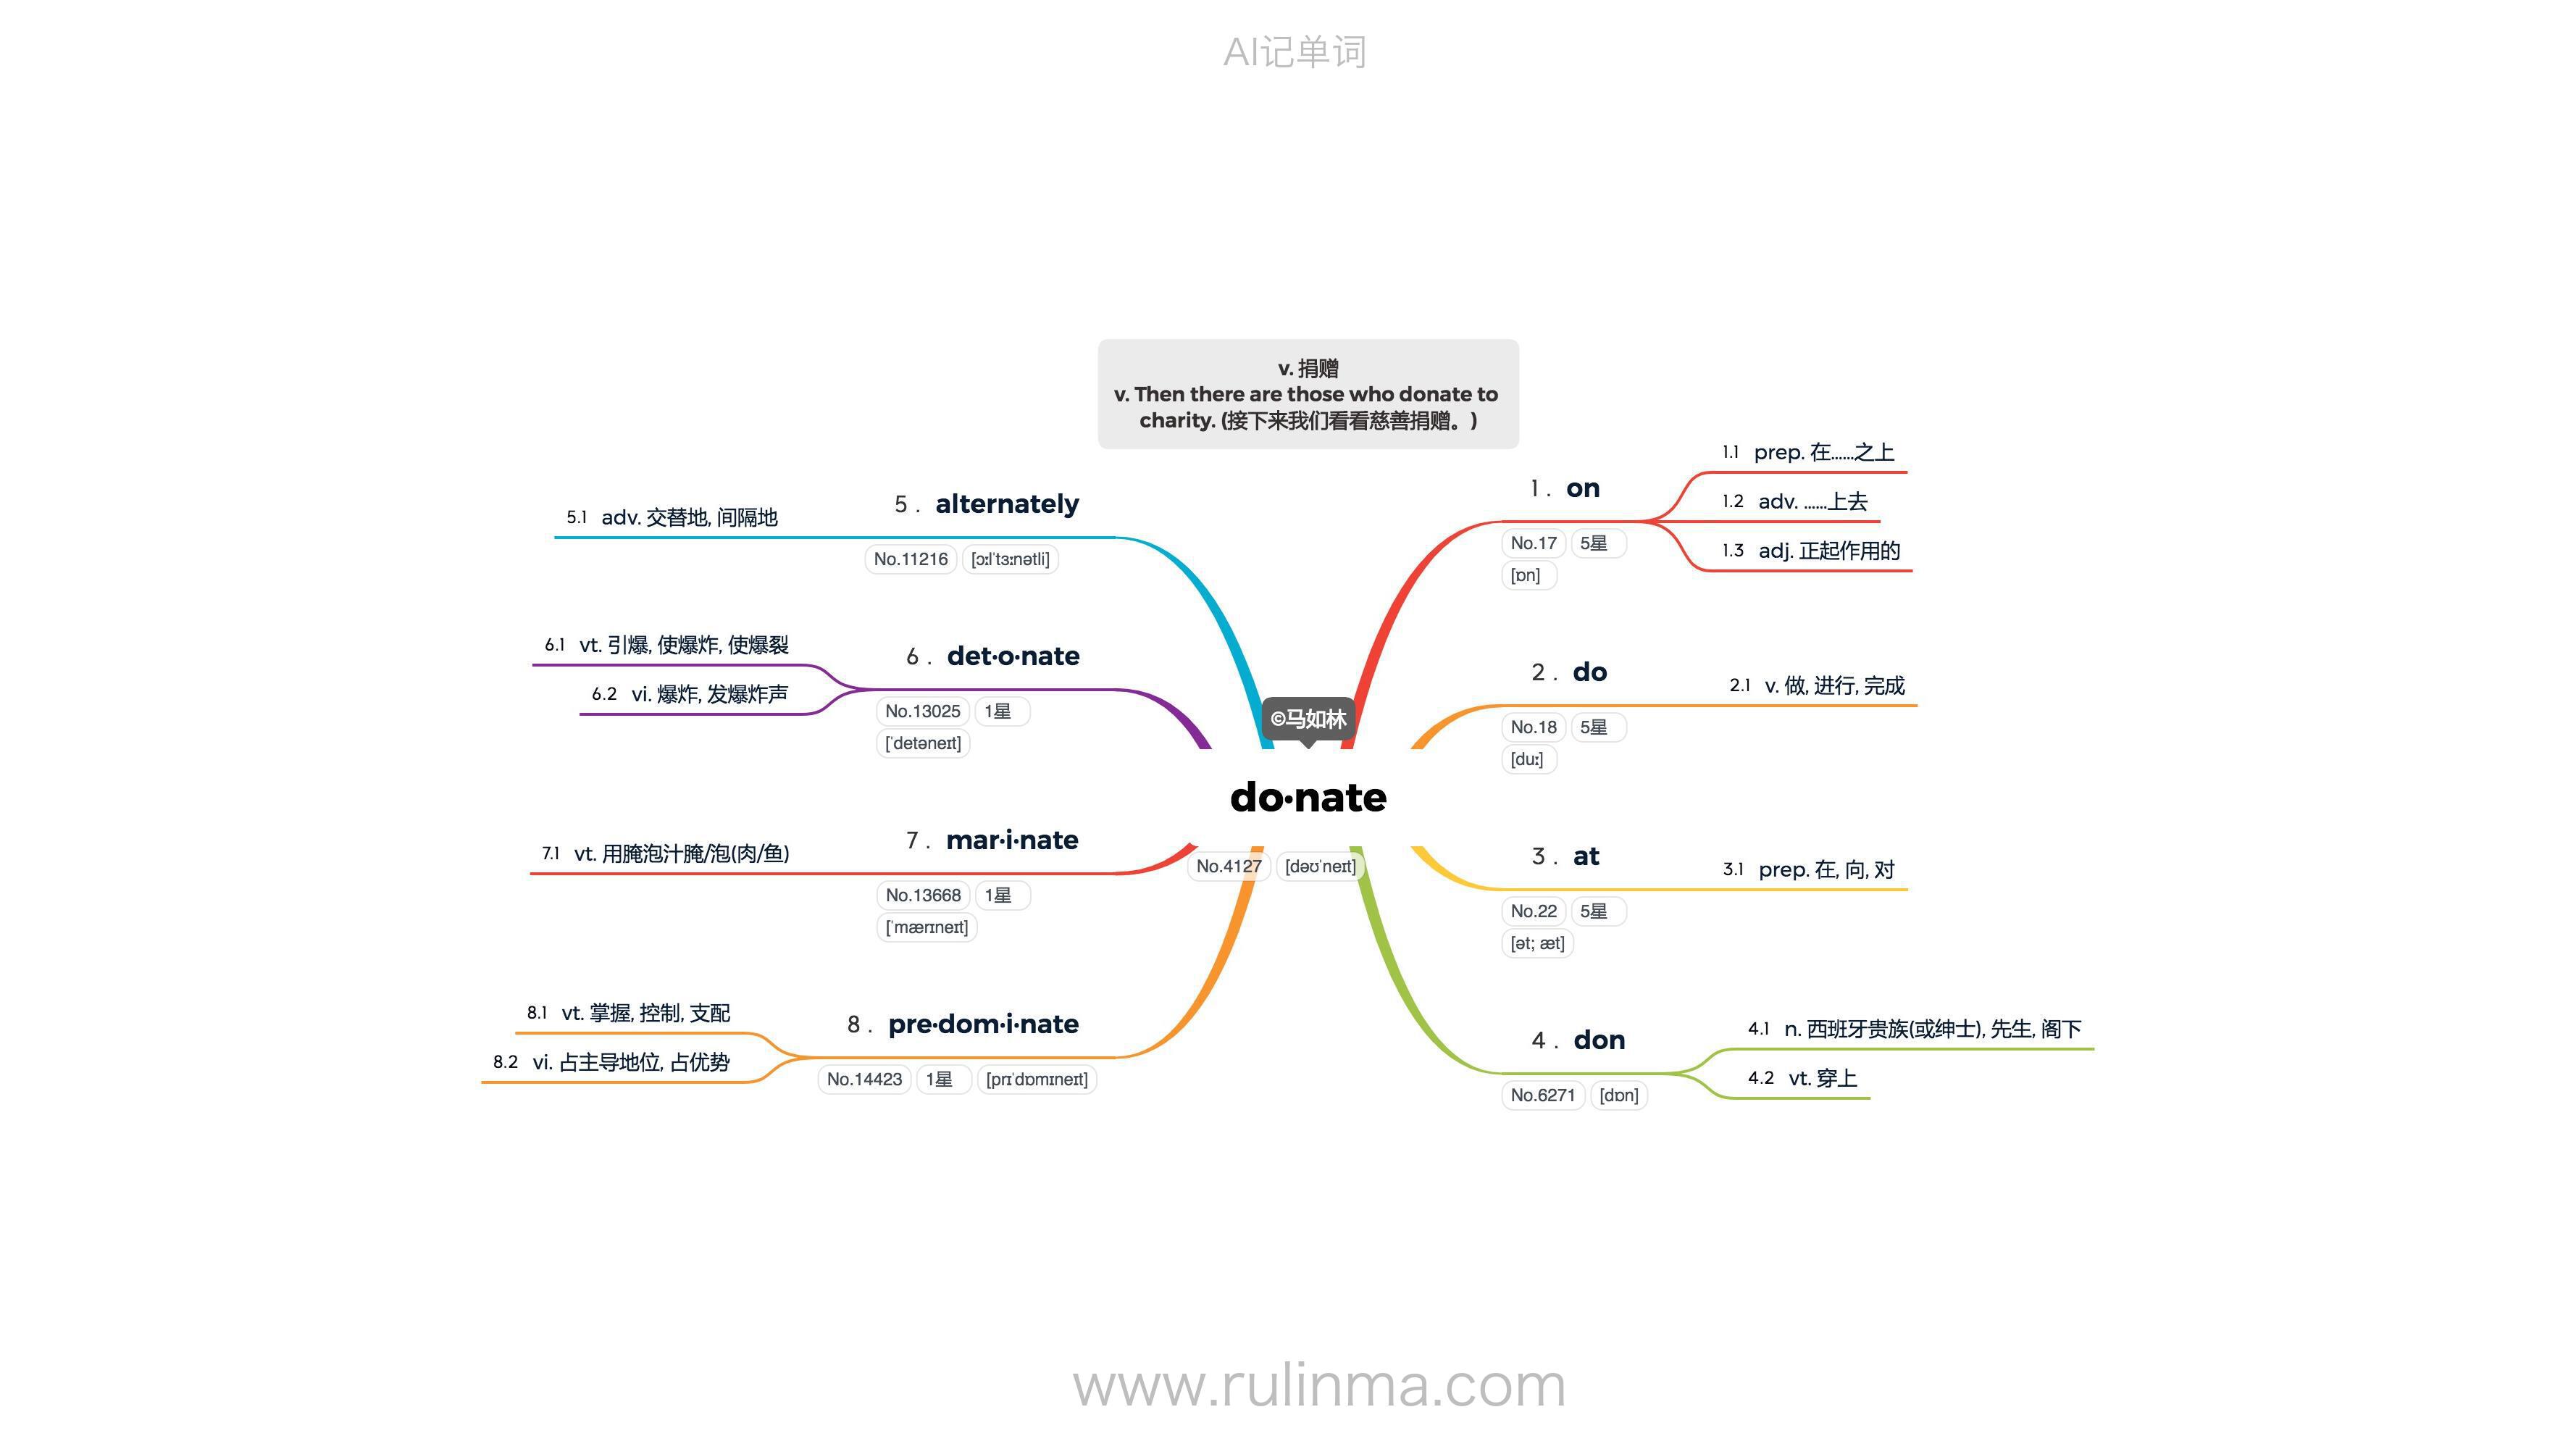 AI记单词
v. 捐赠
v. Then there are those who donate to
charity. (接下来我们看看慈善捐赠。)
©马如林
do·nate
No.4127 [dəʊˈneɪt]
1 . on
No.17 5星
[ɒn]
1.1 prep. 在......之上
1.2 adv. ......上去
1.3 adj. 正起作用的
2 . do
No.18 5星
[duː]
2.1 v. 做, 进行, 完成
3 . at
No.22 5星
[ət; æt]
3.1 prep. 在, 向, 对
4 . don
No.6271 [dɒn]
4.1 n. 西班牙贵族(或绅士), 先生, 阁下
4.2 vt. 穿上
5 . alternately
No.11216 [ɔːlˈtɜːnətli]
5.1 adv. 交替地, 间隔地
6 . det·o·nate
No.13025 1星
[ˈdetəneɪt]
6.1 vt. 引爆, 使爆炸, 使爆裂
6.2 vi. 爆炸, 发爆炸声
7 . mar·i·nate
No.13668 1星
[ˈmærɪneɪt]
7.1 vt. 用腌泡汁腌/泡(肉/鱼)
8 . pre·dom·i·nate
No.14423 1星 [prɪˈdɒmɪneɪt]
8.1 vt. 掌握, 控制, 支配
8.2 vi. 占主导地位, 占优势
www.rulinma.com